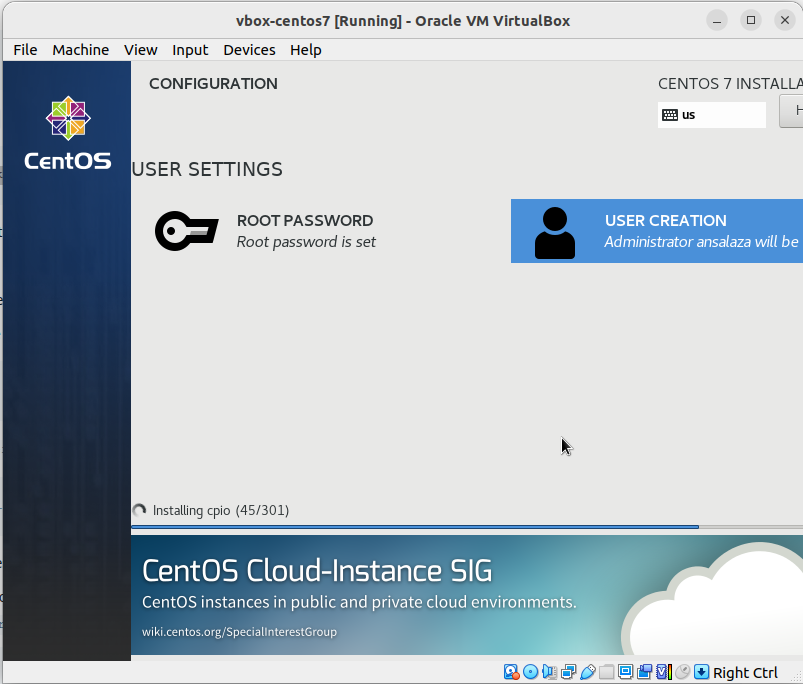 vbox-centos7 [Running] - Oracle VM VirtualBox
File Machine View Input Devices Help
CONFIGURATION
CENTOS 7 INSTALLA
us
H
CentOS
USER SETTINGS
ROOT PASSWORD
Root password is set
USER CREATION
Administrator ansalaza will be
Installing cpio (45/301)
CentOS Cloud-Instance SIG
CentOS instances in public and private cloud environments.
wiki.centos.org/SpecialInterestGroup
Right Ctrl